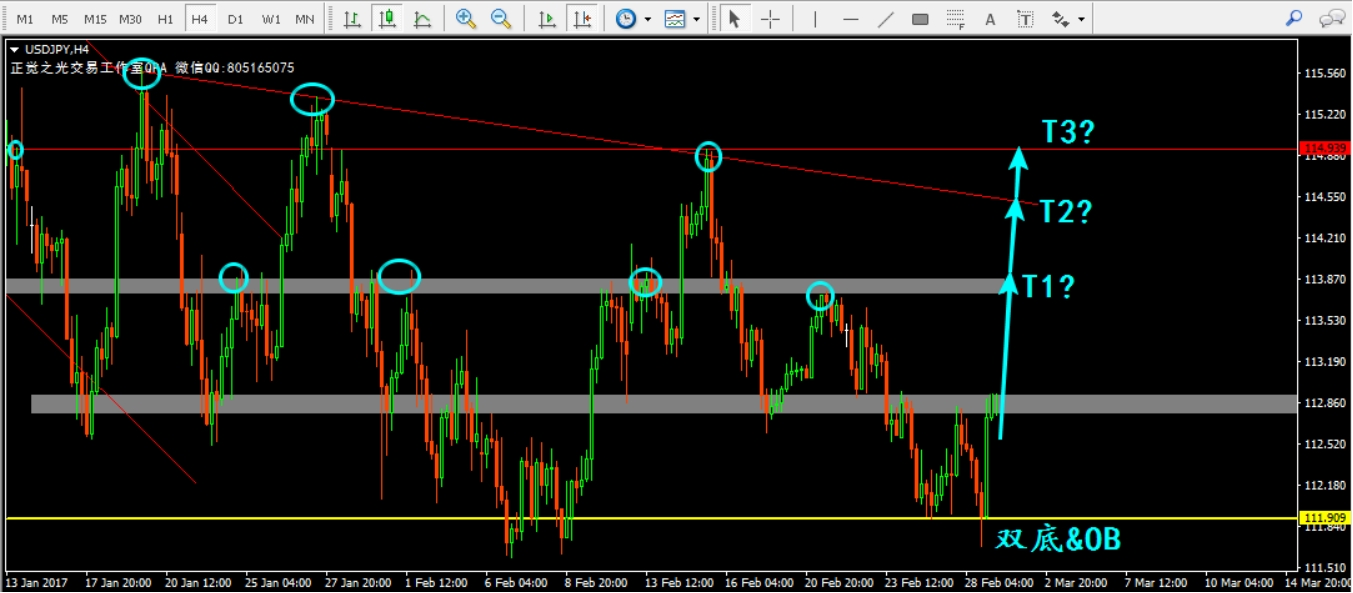 M1 M5 M15 M30 H1 H4 D1 W1 MN
F A T
USDJPY,H4
正觉之光交易工作室QPA 微信QQ:805165075
115.560
115.220
T3?
114.939
114.880
114.550
T2?
114.210
113.870
T1?
113.530
113.190
112.860
112.520
112.180
111.909
111.840
双底&OB
111.510
13 Jan 2017 17 Jan 20:00 20 Jan 12:00 25 Jan 04:00 27 Jan 20:00 1 Feb 12:00 6 Feb 04:00 8 Feb 20:00 13 Feb 12:00 16 Feb 04:00 20 Feb 20:00 23 Feb 12:00 28 Feb 04:00 2 Mar 20:00 7 Mar 12:00 10 Mar 04:00 14 Mar 20:00